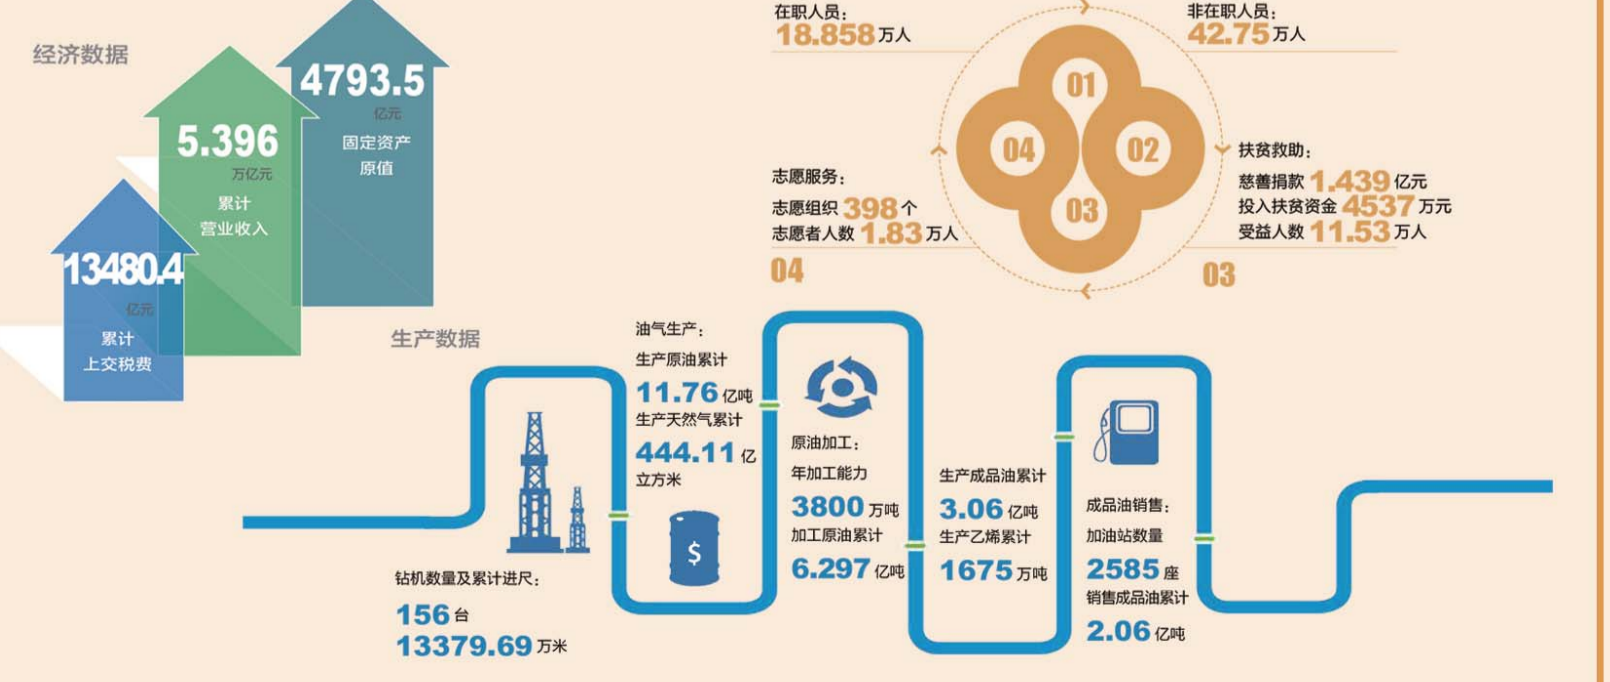 经济数据
4793.5
亿元
固定资产
原值
5.396
万亿元
累计
营业收入
13480.4
亿元
累计
上交税费
在职人员：
18.858万人
非在职人员：
42.75万人
01
02
03
04
扶贫救助：
慈善捐款 1.439亿元
投入扶贫资金 4537万元
受益人数 11.53万人
03
志愿服务：
志愿组织 398个
志愿者人数 1.83万人
04
生产数据
钻机数量及累计进尺：
156台
13379.69万米
油气生产：
生产原油累计
11.76亿吨
生产天然气累计
444.11亿
立方米
$
原油加工：
年加工能力
3800万吨
加工原油累计
6.297亿吨
生产成品油累计
3.06亿吨
生产乙烯累计
1675万吨
成品油销售：
加油站数量
2585座
销售成品油累计
2.06亿吨